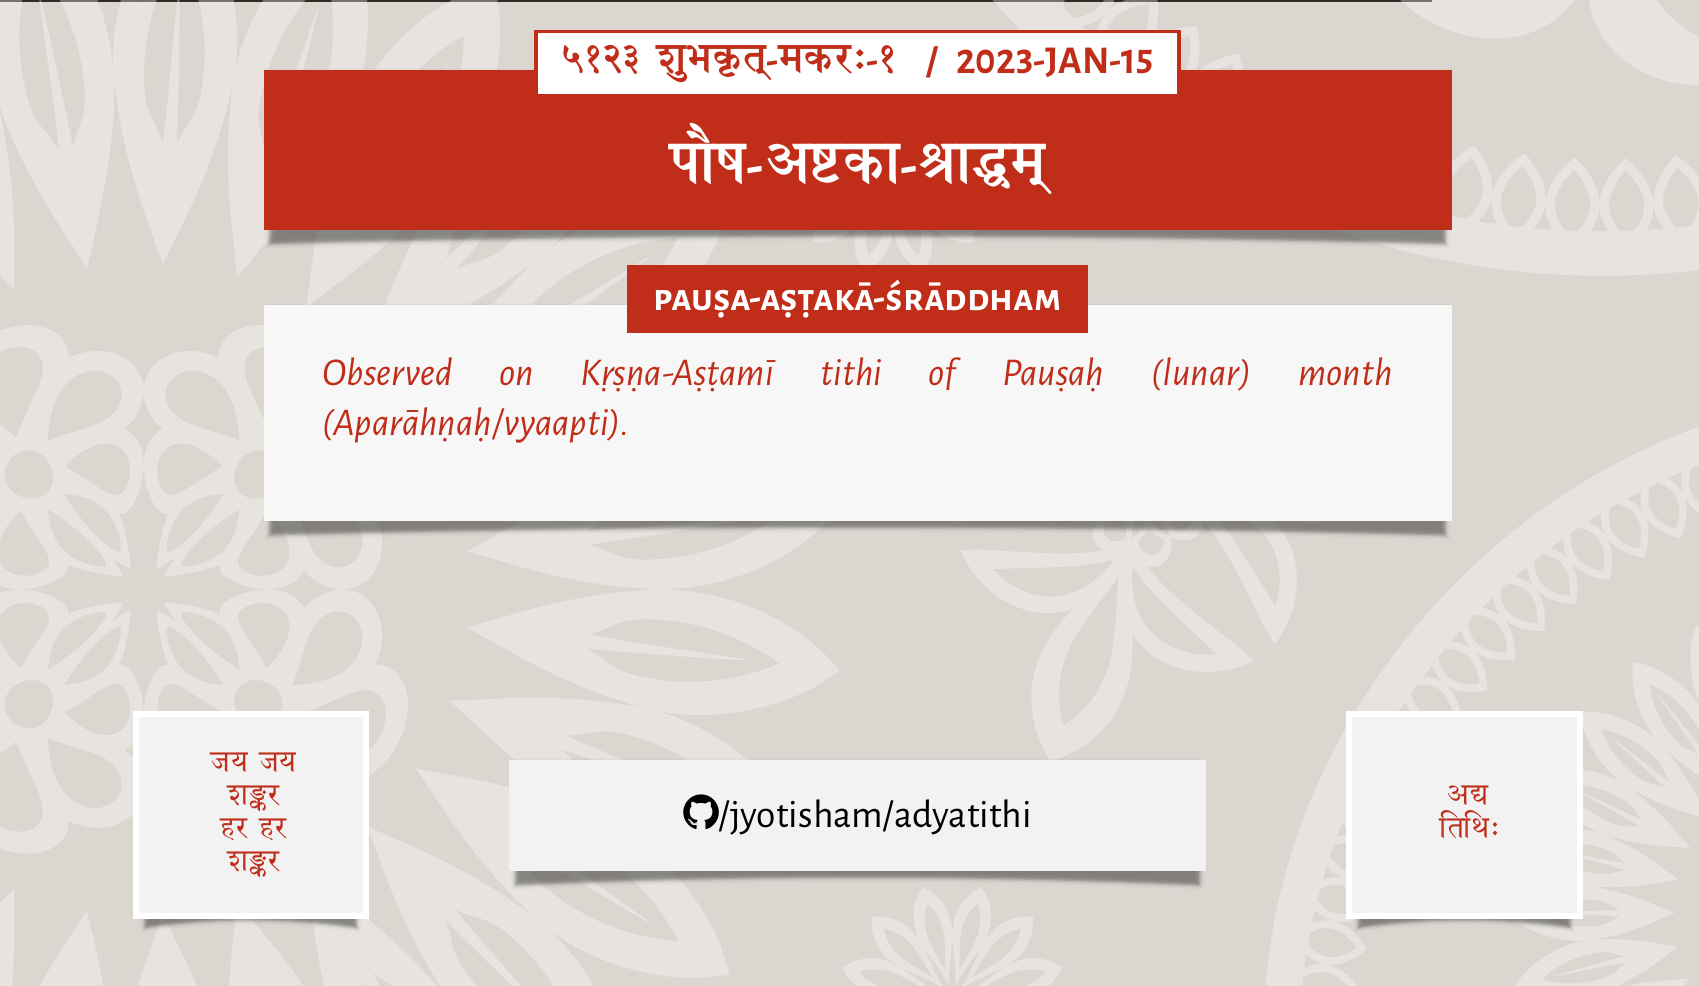 ५१२३ शुभकृत्-मकरः-१ / 2023-JAN-15
पौष-अष्टका-श्राद्धम्
PAUṢA-AṢṬAKĀ-ŚRĀDDHAM
Observed on Kṛṣṇa-Aṣṭamī tithi of Pauṣaḥ (lunar) month
(Aparāhṇaḥ/vyaapti).
जय जय
शङ्कर
हर हर
शङ्कर
/jyotisham/adyatithi
अद्य
तिथिः